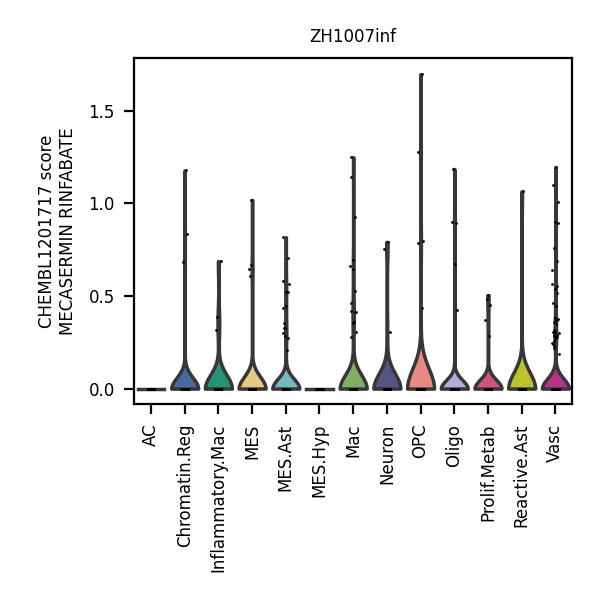 ZH1007inf
CHEMBL1201717 score
MECASERMIN RINFABATE
1.5
1.0
0.5
0.0
AC
Chromatin.Reg
Inflammatory.Mac
MES
MES.Ast
MES.Hyp
Mac
Neuron
OPC
Oligo
Prolif.Metab
Reactive.Ast
Vasc